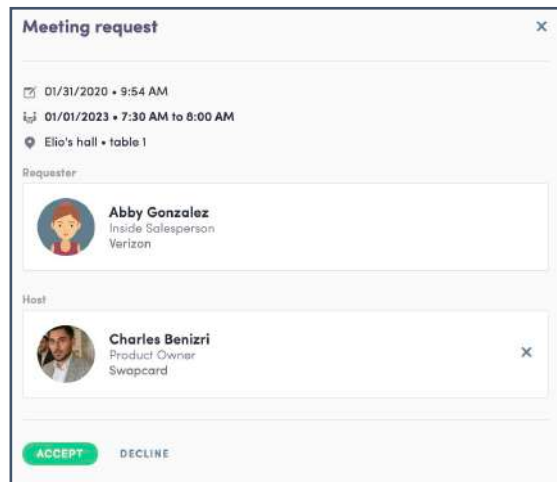 Meeting request
01/31/2020 • 9:54 AM
01/01/2023 • 7:30 AM to 8:00 AM
Elio's hall • table 1
Requester
Abby Gonzalez
Inside Salesperson
Verizon
Host
Charles Benizri
Product Owner
Swapcard
ACCEPT DECLINE